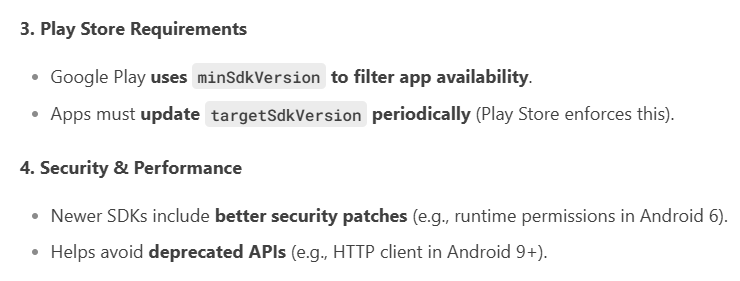 3. Play Store Requirements
• Google Play uses minSdkVersion to filter app availability.
• Apps must update targetSdkVersion periodically (Play Store enforces this).
4. Security & Performance
• Newer SDKs include better security patches (e.g., runtime permissions in Android 6).
• Helps avoid deprecated APIs (e.g., HTTP client in Android 9+).